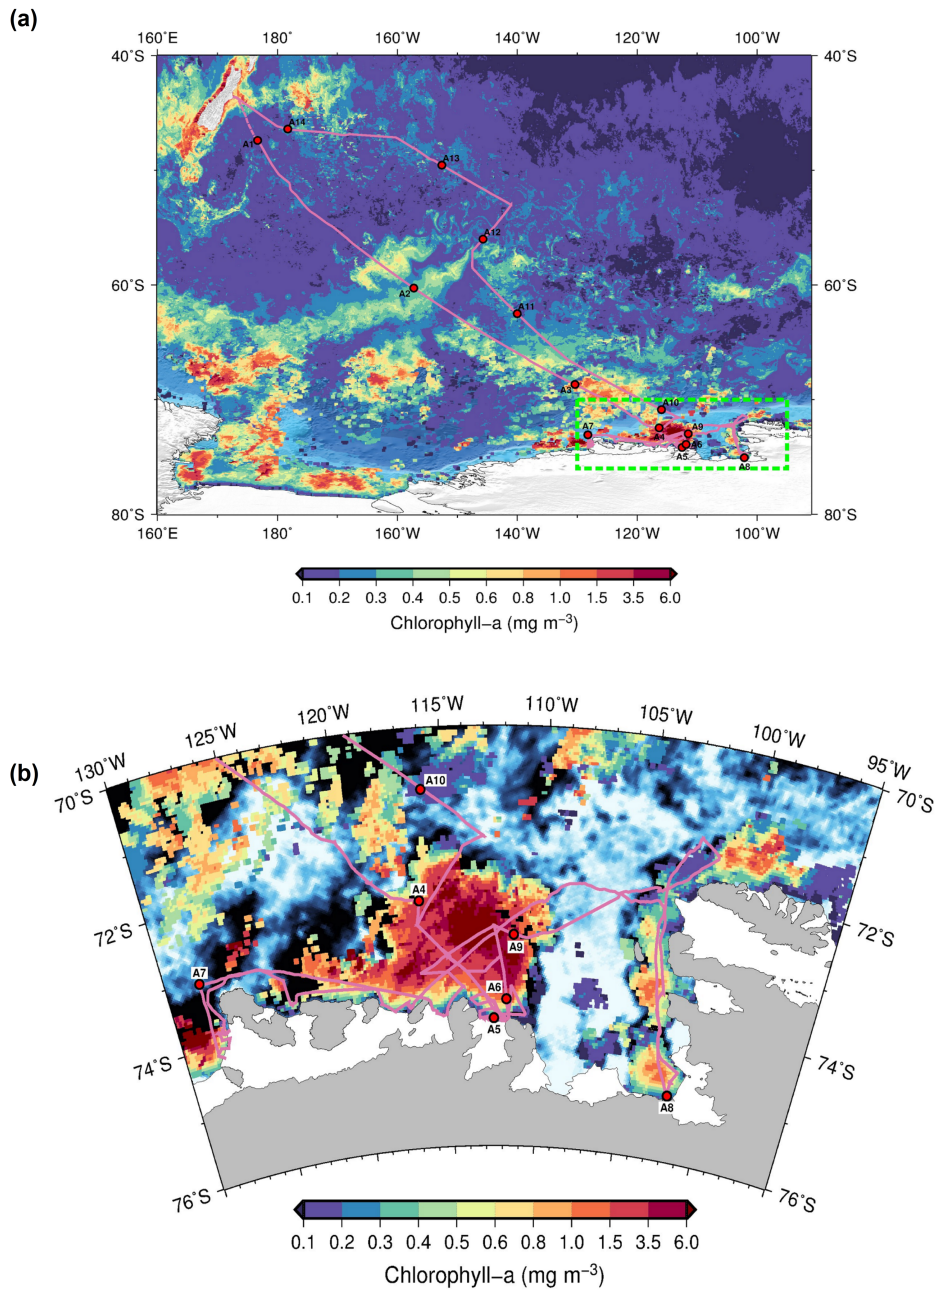 (a)
160˚E 180˚ 160˚W 140˚W 120˚W 100˚W
40˚S 40˚S
A14
A1
A13
A12
60˚S 60˚S
A2
A11
A3
A10
A7 A9
A4
A6
A5
A8
80˚S 80˚S
160˚E 180˚ 160˚W 140˚W 120˚W 100˚W
0.1 0.2 0.3 0.4 0.5 0.6 0.8 1.0 1.5 3.5 6.0
Chlorophyll−a (mg m−3)
(b)
130˚W 125˚W 120˚W 115˚W 110˚W 105˚W 100˚W 95˚W
70˚S 70˚S
A10
A4
72˚S 72˚S
A9
A7
A6
A5
74˚S 74˚S
A8
76˚S 76˚S
0.1 0.2 0.3 0.4 0.5 0.6 0.8 1.0 1.5 3.5 6.0
Chlorophyll−a (mg m−3)